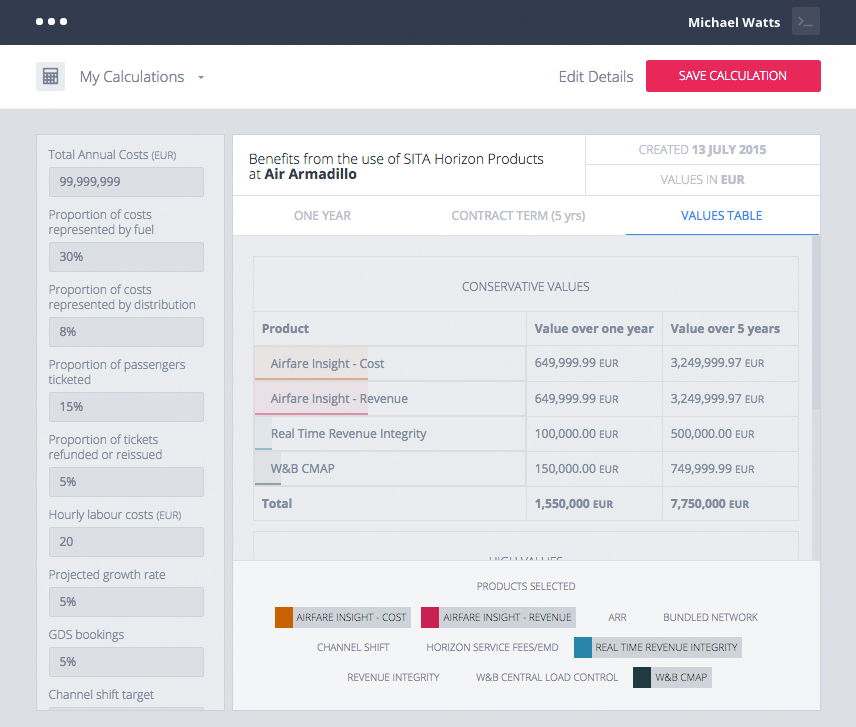 Michael Watts
My Calculations
Edit Details
SAVE CALCULATION
Total Annual Costs (EUR)
99,999,999
Proportion of costs
represented by fuel
30%
Proportion of costs
represented by distribution
8%
Proportion of passengers
ticketed
15%
Proportion of tickets
refunded or reissued
5%
Hourly labour costs (EUR)
20
Projected growth rate
5%
GDS bookings
5%
Channel shift target
Benefits from the use of SITA Horizon Products
at Air Armadillo
CREATED 13 JULY 2015
VALUES IN EUR
ONE YEAR
CONTRACT TERM (5 yrs)
VALUES TABLE
CONSERVATIVE VALUES
Product Value over one year Value over 5 years
Airfare Insight - Cost 649,999.99 EUR 3,249,999.97 EUR
Airfare Insight - Revenue 649,999.99 EUR 3,249,999.97 EUR
Real Time Revenue Integrity 100,000.00 EUR 500,000.00 EUR
W&B CMAP 150,000.00 EUR 749,999.99 EUR
Total 1,550,000 EUR 7,750,000 EUR
HIGH VALUES
PRODUCTS SELECTED
AIRFARE INSIGHT - COST AIRFARE INSIGHT - REVENUE ARR BUNDLED NETWORK
CHANNEL SHIFT HORIZON SERVICE FEES/EMD REAL TIME REVENUE INTEGRITY
REVENUE INTEGRITY W&B CENTRAL LOAD CONTROL W&B CMAP